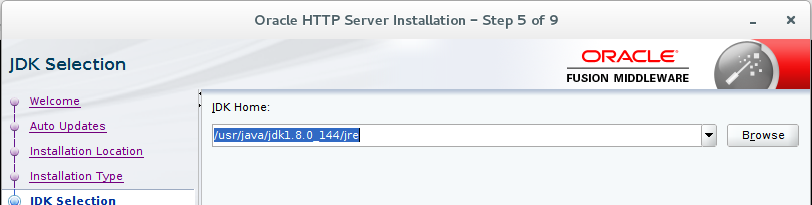 Oracle HTTP Server Installation – Step 5 of 9
JDK Selection
ORACLE
FUSION MIDDLEWARE
Welcome
Auto Updates
Installation Location
Installation Type
JDK Selection
JDK Home:
/usr/java/jdk1.8.0_144/jre
Browse